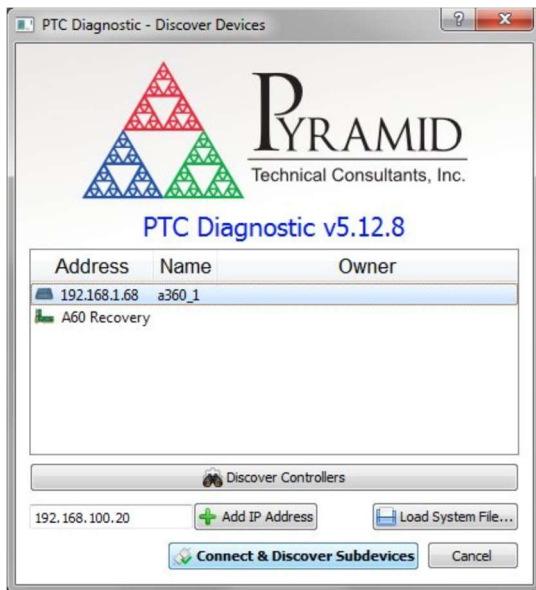 PTC Diagnostic - Discover Devices
PYRAMID
Technical Consultants, Inc.
PTC Diagnostic v5.12.8
Address Name Owner
192.168.1.68 a360_1
A60 Recovery
Discover Controllers
192.168.100.20 Add IP Address Load System File...
Connect & Discover Subdevices Cancel